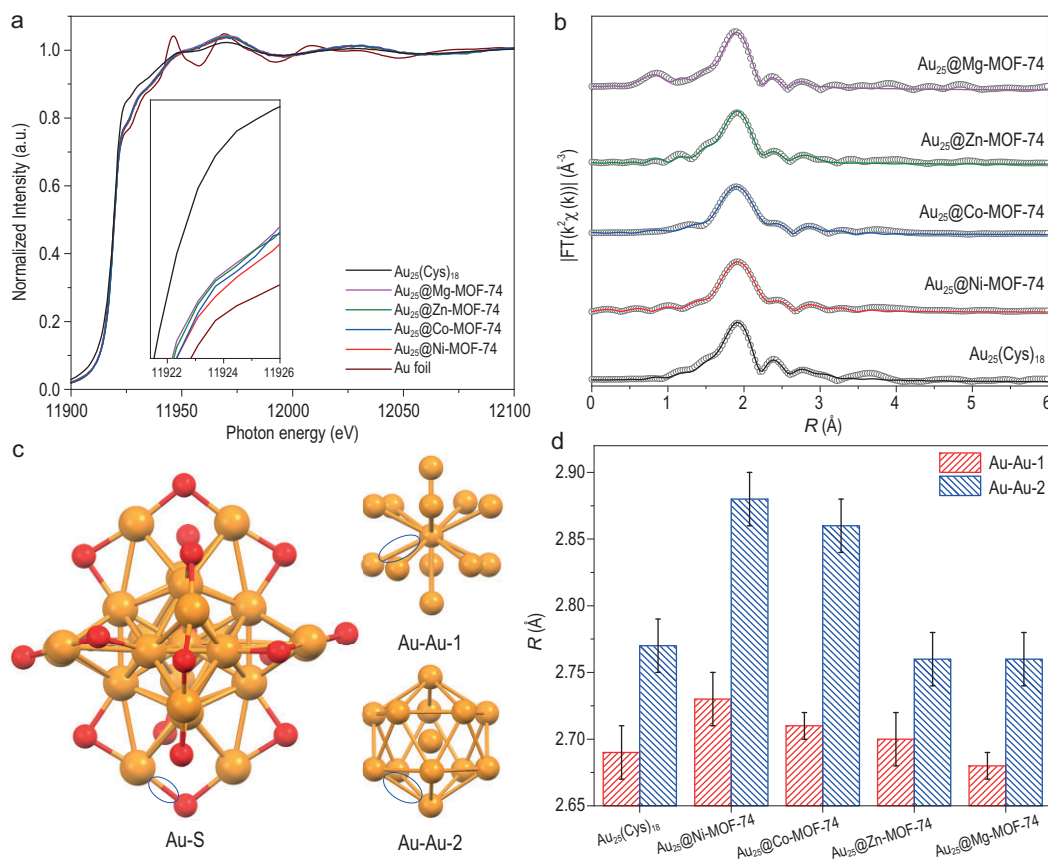 a
Normalized Intensity (a.u.)
1.0
0.8
0.6
0.4
0.2
0.0
11900
11950
12000
12050
12100
Photon energy (eV)
11922
11924
11926
Au₂₅(Cys)₁₈
Au₂₅@Mg-MOF-74
Au₂₅@Zn-MOF-74
Au₂₅@Co-MOF-74
Au₂₅@Ni-MOF-74
Au foil
b
|FT(k²χ (k))| (Å⁻³)
Au₂₅@Mg-MOF-74
Au₂₅@Zn-MOF-74
Au₂₅@Co-MOF-74
Au₂₅@Ni-MOF-74
Au₂₅(Cys)₁₈
0
1
2
3
4
5
6
R (Å)
c
Au-S
Au-Au-1
Au-Au-2
d
R (Å)
2.90
2.85
2.80
2.75
2.70
2.65
Au-Au-1
Au-Au-2
Au₂₅(Cys)₁₈
Au₂₅@Ni-MOF-74
Au₂₅@Co-MOF-74
Au₂₅@Zn-MOF-74
Au₂₅@Mg-MOF-74